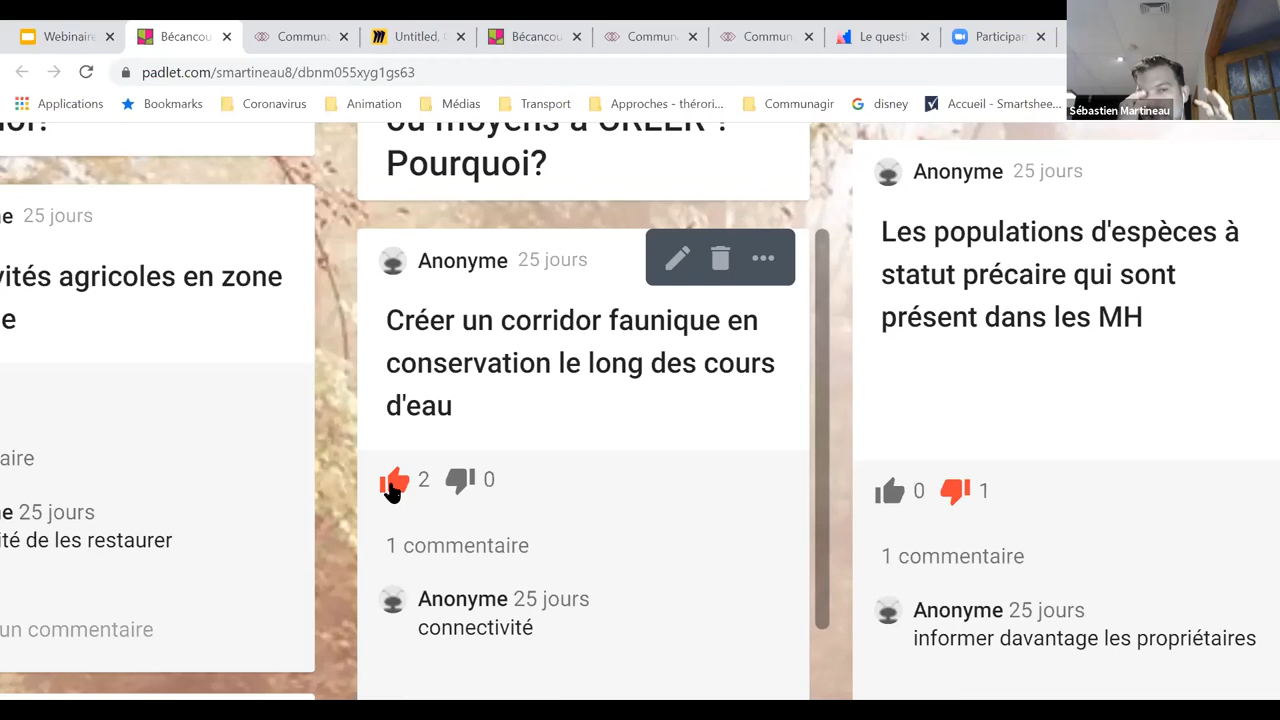 Webinaire
Bécancou
Commun
Untitled,
Bécancou
Commun
Commun
Le questi
Participan
padlet.com/smartineau8/dbnm055xyg1gs63
Applications
Bookmarks
Coronavirus
Animation
Médias
Transport
Approches - thérori...
Communagir
disney
Accueil - Smartshee...
Sébastien Martineau
ou moyens à CRÉER ?
Pourquoi?
e 25 jours
vités agricoles en zone
e
aire
e 25 jours
ité de les restaurer
un commentaire
Anonyme 25 jours
Créer un corridor faunique en
conservation le long des cours
d'eau
2 0
1 commentaire
Anonyme 25 jours
connectivité
Anonyme 25 jours
Les populations d'espèces à
statut précaire qui sont
présent dans les MH
0 1
1 commentaire
Anonyme 25 jours
informer davantage les propriétaires